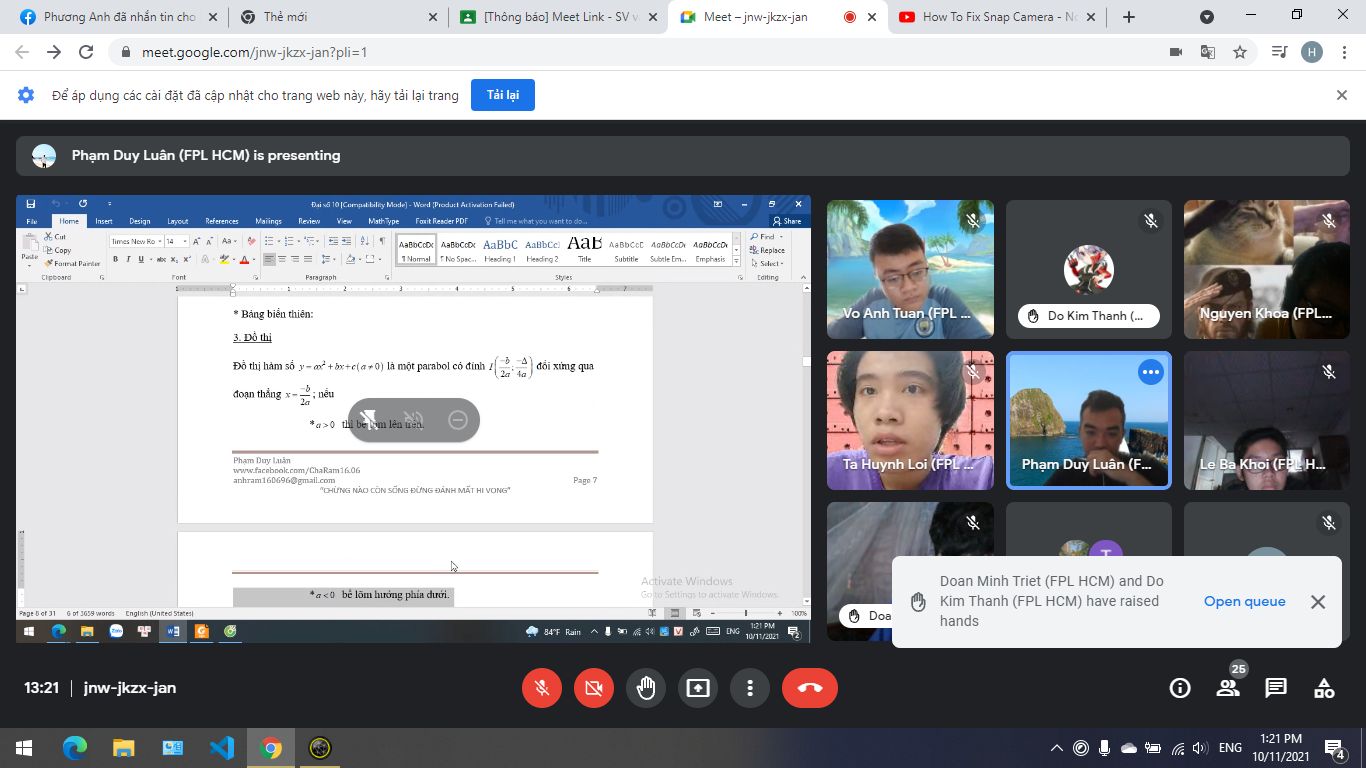 Phương Anh đã nhắn tin cho
Thẻ mới
[Thông báo] Meet Link - SV và
Meet – jnw-jkzx-jan
How To Fix Snap Camera - No
meet.google.com/jnw-jkzx-jan?pli=1
H
Để áp dụng các cài đặt đã cập nhật cho trang web này, hãy tải lại trang
Tải lại
Phạm Duy Luân (FPL HCM) is presenting
Đai số 10 [Compatibility Mode] - Word (Product Activation Failed)
File Home Insert Design Layout References Mailings Review View MathType Foxit Reader PDF Tell me what you want to do... Share
Paste
Cut
Copy
Format Painter
Clipboard
Times New Ro 14
Font
Paragraph
AaBbCcDc AaBbCcDc AaBbC AaBbCcI AaB AaBbCcC AaBbCcDc AaBbCcDc
¶ Normal ¶ No Spac... Heading 1 Heading 2 Title Subtitle Subtle Em... Emphasis
Styles
Find
Replace
Select
Editing
* Bảng biến thiên:
3. Đồ thị
Đồ thị hàm số y = ax² + bx + c (a ≠ 0) là một parabol có đỉnh I(-b/2a; -Δ/4a) đối xứng qua
đoạn thẳng x = -b/2a ; nếu
* a > 0 thì bề lõm lên trên.
Phạm Duy Luân
www.facebook.com/ChaRam16.06
anhram160696@gmail.com Page 7
“CHỪNG NÀO CÒN SỐNG ĐỪNG ĐÁNH MẤT HI VỌNG”
* a < 0 bề lõm hướng phía dưới.
Activate Windows
Go to Settings to activate Windows.
Page 8 of 31 6 of 3659 words English (United States) 100%
84°F Rain ENG 1:21 PM
10/11/2021
Vo Anh Tuan (FPL ...
Do Kim Thanh (...
Nguyen Khoa (FPL...
Ta Huynh Loi (FPL ...
Phạm Duy Luân (F...
Le Ba Khoi (FPL H...
Doa
T
Doan Minh Triet (FPL HCM) and Do
Kim Thanh (FPL HCM) have raised
hands
Open queue
13:21 jnw-jkzx-jan
25
ENG
1:21 PM
10/11/2021
4